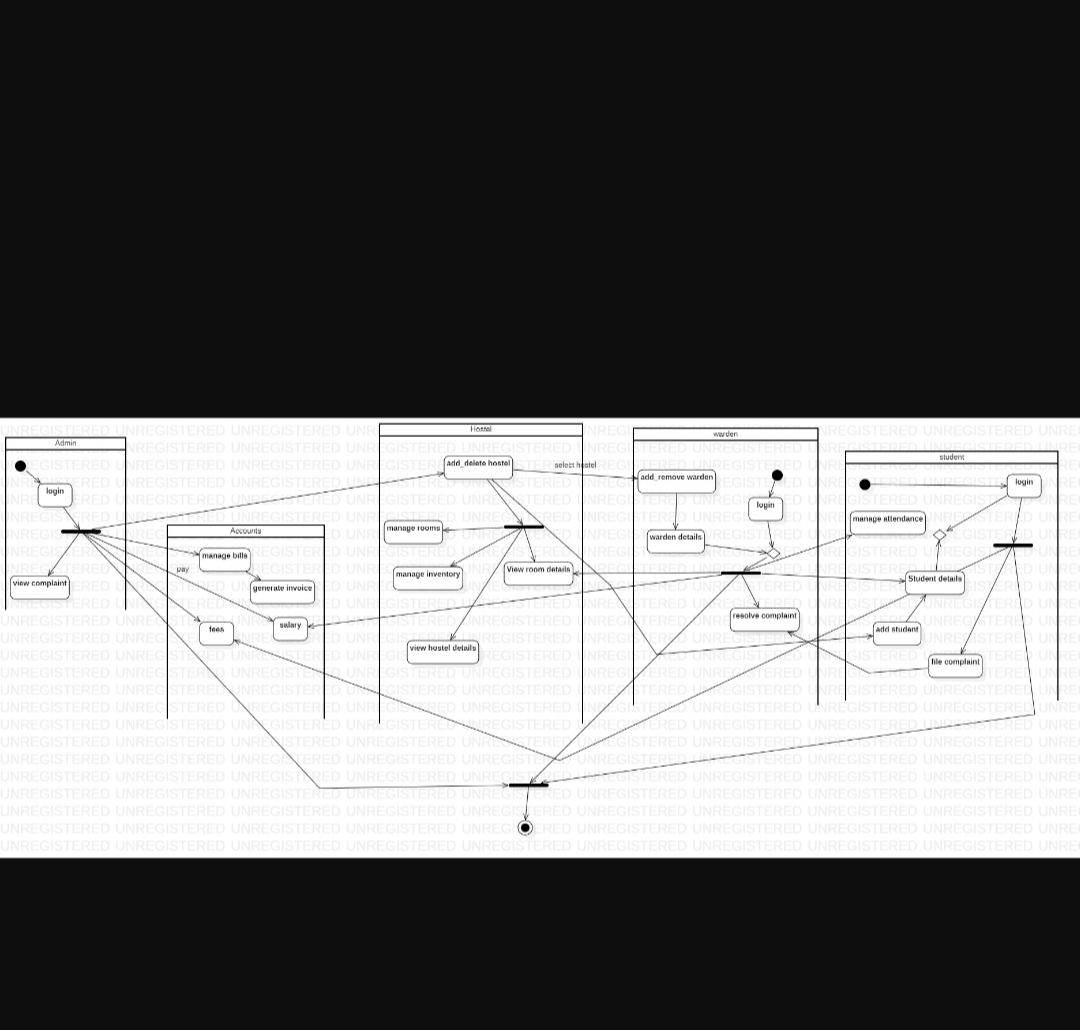 Admin
login
view complaint
Accounts
manage bills
pay
generate invoice
fees
salary
Hostel
add_delete hostel
select hostel
manage rooms
manage inventory
View room details
view hostel details
warden
add_remove warden
login
warden details
resolve complaint
student
login
manage attendance
Student details
add student
file complaint
UNREGISTERED UNREGISTERED UNREGISTERED UNREGISTERED UNREGISTERED UNREGISTERED UNREGISTERED UNREGISTERED UNREGISTERED